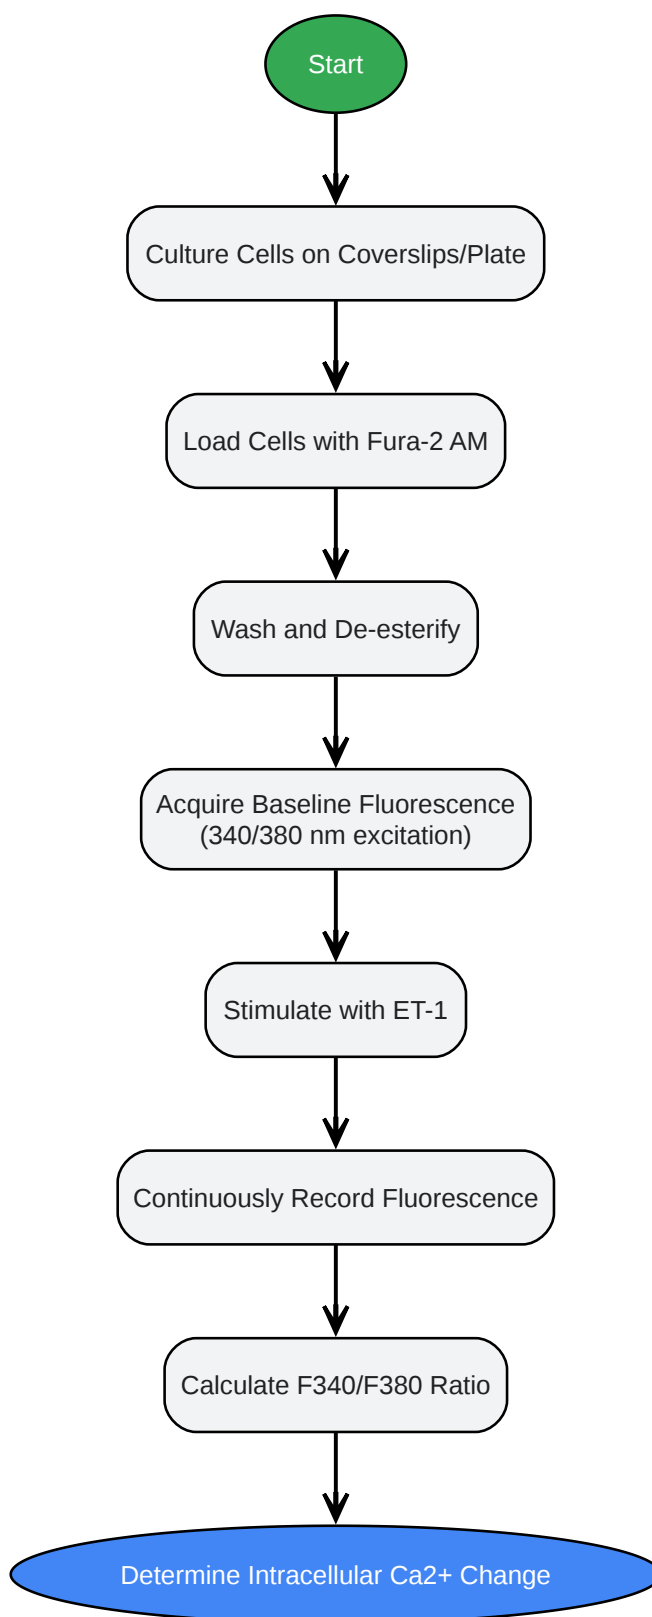 Start
Culture Cells on Coverslips/Plate
Load Cells with Fura-2 AM
Wash and De-esterify
Acquire Baseline Fluorescence
(340/380 nm excitation)
Stimulate with ET-1
Continuously Record Fluorescence
Calculate F340/F380 Ratio
Determine Intracellular Ca2+ Change